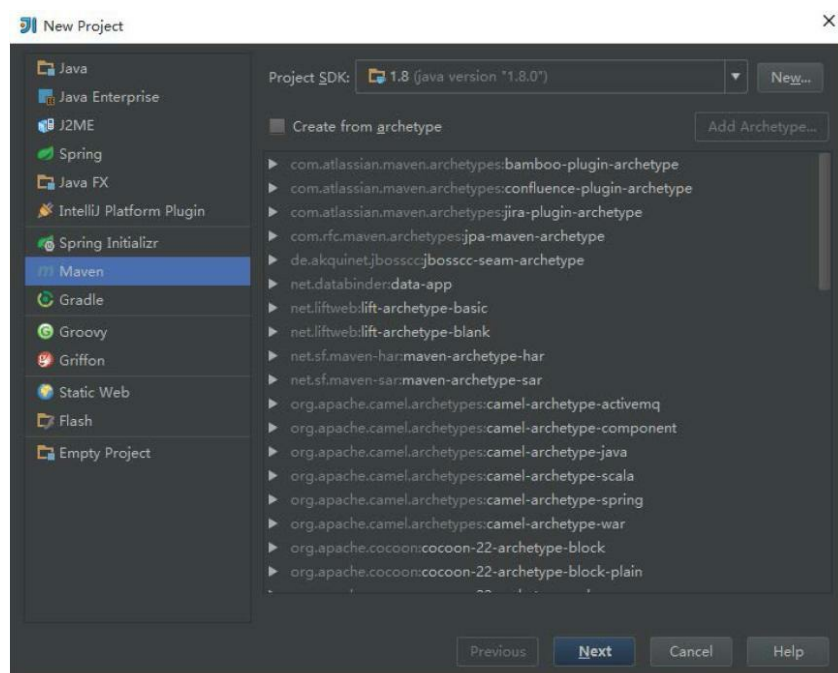 New Project
Java
Java Enterprise
J2ME
Spring
Java FX
IntelliJ Platform Plugin
Spring Initializr
Maven
Gradle
Groovy
Griffon
Static Web
Flash
Empty Project
Project SDK: 1.8 (java version "1.8.0") New...
Create from archetype Add Archetype...
com.atlassian.maven.archetypes:bamboo-plugin-archetype
com.atlassian.maven.archetypes:confluence-plugin-archetype
com.atlassian.maven.archetypes:jira-plugin-archetype
com.rfc.maven.archetypes:jpa-maven-archetype
de.akquinet.jbosscc:jbosscc-seam-archetype
net.databinder:data-app
net.liftweb:lift-archetype-basic
net.liftweb:lift-archetype-blank
net.sf.maven-har:maven-archetype-har
net.sf.maven-sar:maven-archetype-sar
org.apache.camel.archetypes:camel-archetype-activemq
org.apache.camel.archetypes:camel-archetype-component
org.apache.camel.archetypes:camel-archetype-java
org.apache.camel.archetypes:camel-archetype-scala
org.apache.camel.archetypes:camel-archetype-spring
org.apache.camel.archetypes:camel-archetype-war
org.apache.cocoon:cocoon-22-archetype-block
org.apache.cocoon:cocoon-22-archetype-block-plain
Previous Next Cancel Help